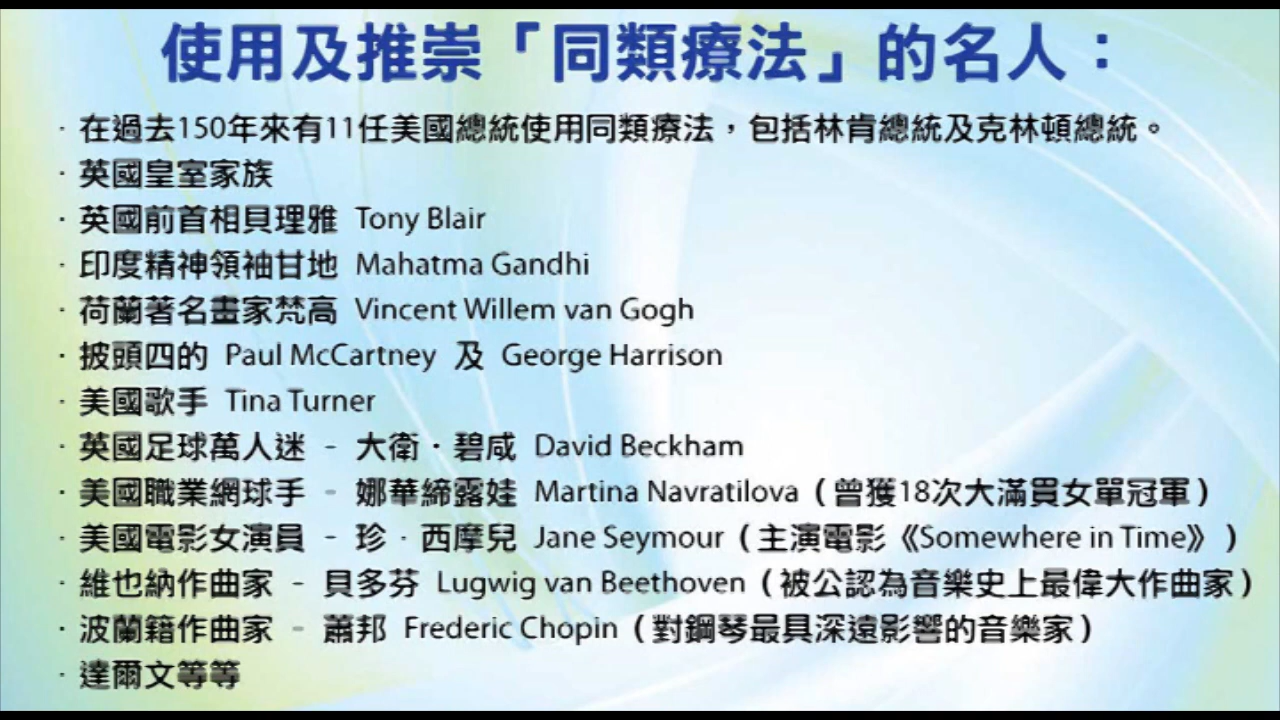 使用及推崇「同類療法」的名人：
· 在過去150年來有11任美國總統使用同類療法，包括林肯總統及克林頓總統。
· 英國皇室家族
· 英國前首相貝理雅 Tony Blair
· 印度精神領袖甘地 Mahatma Gandhi
· 荷蘭著名畫家梵高 Vincent Willem van Gogh
· 披頭四的 Paul McCartney 及 George Harrison
· 美國歌手 Tina Turner
· 英國足球萬人迷 - 大衛·碧咸 David Beckham
· 美國職業網球手 - 娜華締露娃 Martina Navratilova（曾獲18次大滿貫女單冠軍）
· 美國電影女演員 - 珍·西摩兒 Jane Seymour（主演電影《Somewhere in Time》）
· 維也納作曲家 - 貝多芬 Lugwig van Beethoven（被公認為音樂史上最偉大作曲家）
· 波蘭籍作曲家 - 蕭邦 Frederic Chopin（對鋼琴最具深遠影響的音樂家）
· 達爾文等等